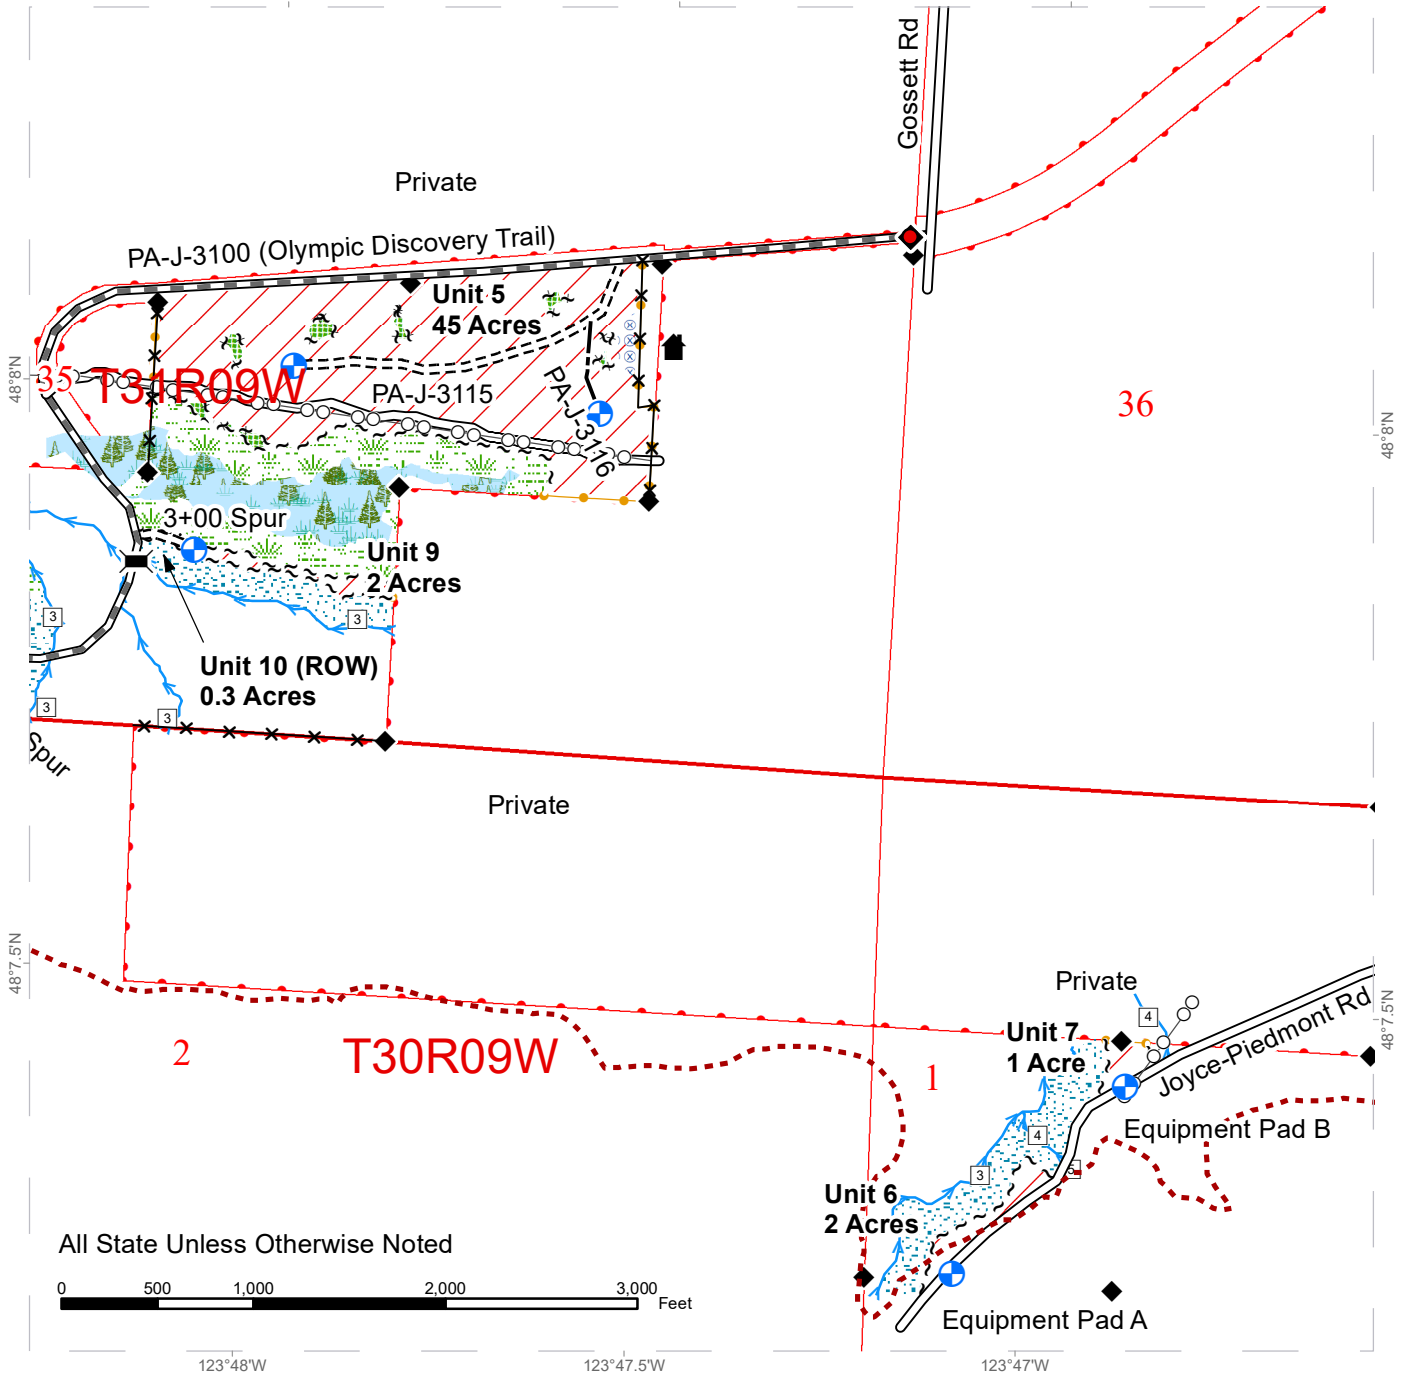 Gossett Rd
Private
PA-J-3100 (Olympic Discovery Trail)
Unit 5
45 Acres
48°8'N
35
T31R09W
PA-J-3115
PA-J-3116
36
48°8'N
3+00 Spur
Unit 9
2 Acres
3
3
Unit 10 (ROW)
0.3 Acres
3
3
Spur
Private
48°7.5'N
Private
4
48°7.5'N
Joyce-Piedmont Rd
Unit 7
1 Acre
2
T30R09W
1
Equipment Pad B
4
3
5
Unit 6
2 Acres
All State Unless Otherwise Noted
0 500 1,000 2,000 3,000
Feet
Equipment Pad A
123°48'W
123°47.5'W
123°47'W